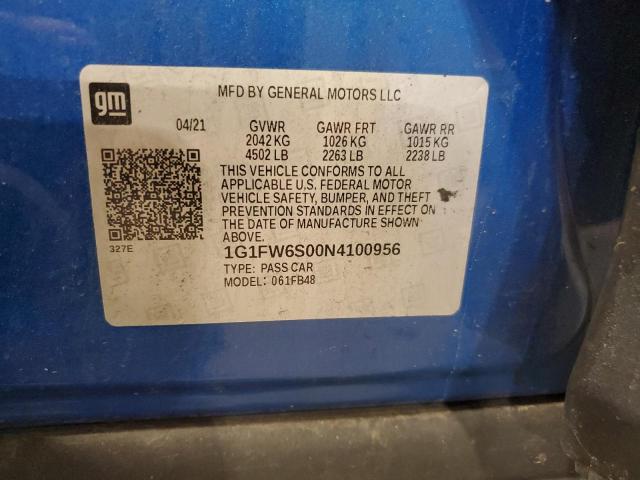 gm
MFD BY GENERAL MOTORS LLC
04/21 GVWR GAWR FRT GAWR RR
2042 KG 1026 KG 1015 KG
4502 LB 2263 LB 2238 LB
THIS VEHICLE CONFORMS TO ALL
APPLICABLE U.S. FEDERAL MOTOR
VEHICLE SAFETY, BUMPER, AND THEFT
PREVENTION STANDARDS IN EFFECT ON
THE DATE OF MANUFACTURE SHOWN
ABOVE.
327E
1G1FW6S00N4100956
TYPE: PASS CAR
MODEL: 061FB48